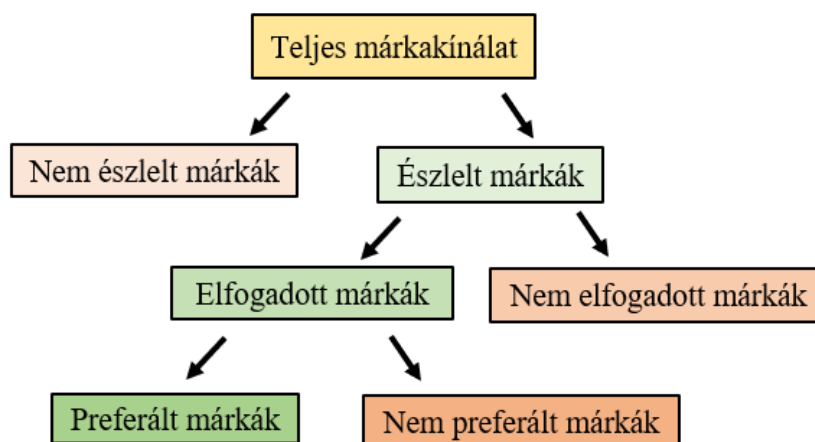 Teljes márkakínálat
Nem észlelt márkák
Észlelt márkák
Elfogadott márkák
Nem elfogadott márkák
Preferált márkák
Nem preferált márkák